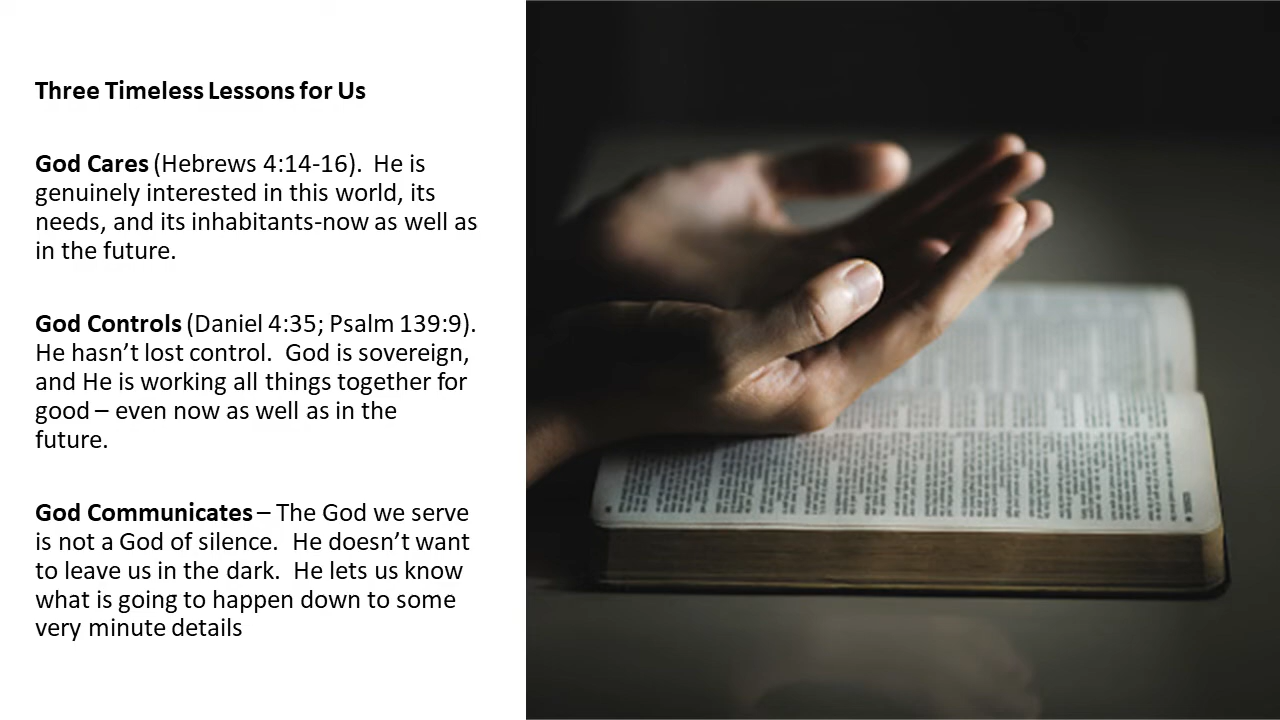 Three Timeless Lessons for Us
God Cares (Hebrews 4:14-16).  He is
genuinely interested in this world, its
needs, and its inhabitants-now as well as
in the future.
God Controls (Daniel 4:35; Psalm 139:9).
He hasn’t lost control.  God is sovereign,
and He is working all things together for
good – even now as well as in the
future.
God Communicates – The God we serve
is not a God of silence.  He doesn’t want
to leave us in the dark.  He lets us know
what is going to happen down to some
very minute details